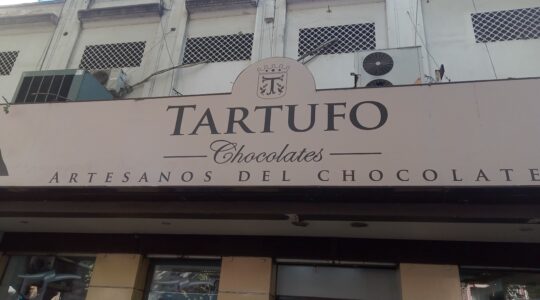 TARTUFO
Chocolates
ARTESANOS DEL CHOCOLATE